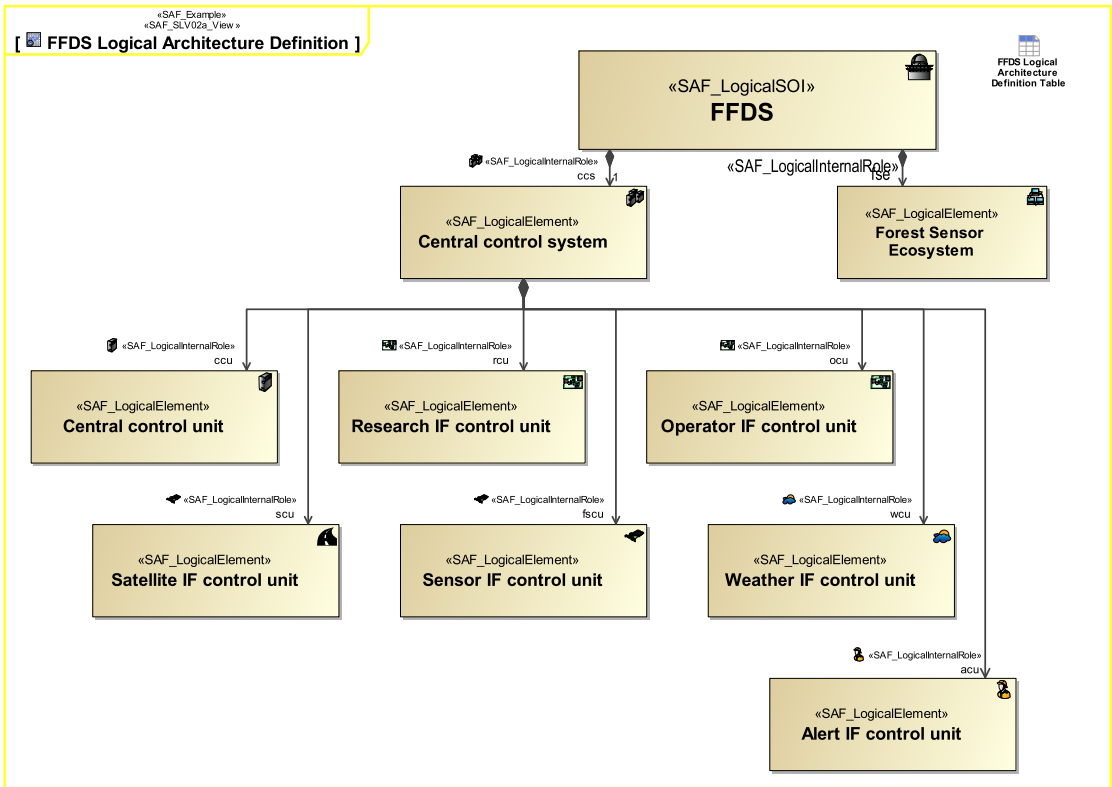 «SAF_Example»
«SAF_SLV02a_View»
[ FFDS Logical Architecture Definition ]
FFDS Logical
Architecture
Definition Table
«SAF_LogicalSOI»
FFDS
«SAF_LogicalInternalRole»
ccs
1
«SAF_LogicalInternalRole»
fse
«SAF_LogicalElement»
Central control system
«SAF_LogicalElement»
Forest Sensor
Ecosystem
«SAF_LogicalInternalRole»
ccu
«SAF_LogicalInternalRole»
rcu
«SAF_LogicalInternalRole»
ocu
«SAF_LogicalElement»
Central control unit
«SAF_LogicalElement»
Research IF control unit
«SAF_LogicalElement»
Operator IF control unit
«SAF_LogicalInternalRole»
scu
«SAF_LogicalInternalRole»
fscu
«SAF_LogicalInternalRole»
wcu
«SAF_LogicalElement»
Satellite IF control unit
«SAF_LogicalElement»
Sensor IF control unit
«SAF_LogicalElement»
Weather IF control unit
«SAF_LogicalInternalRole»
acu
«SAF_LogicalElement»
Alert IF control unit